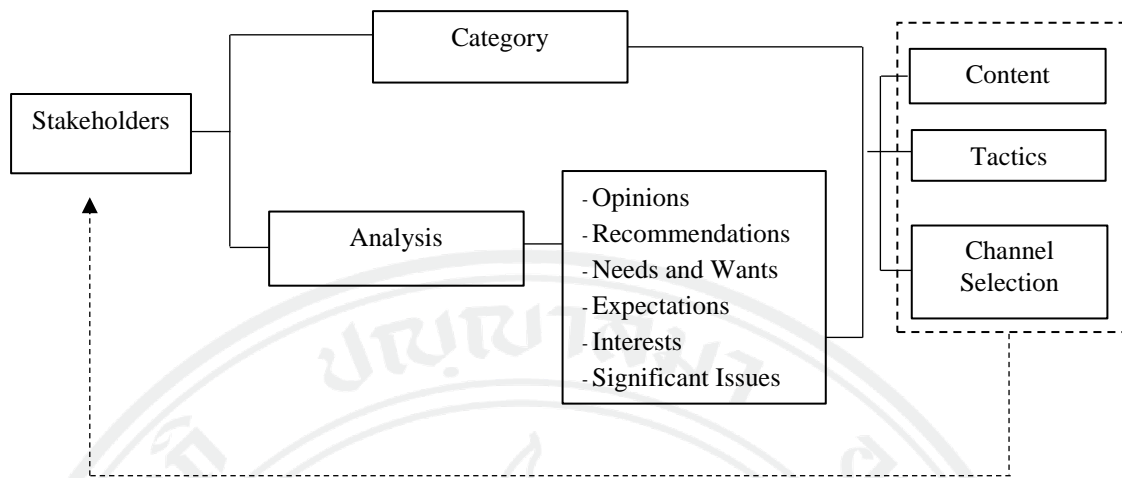 Category
Stakeholders
Analysis
- Opinions
- Recommendations
- Needs and Wants
- Expectations
- Interests
- Significant Issues
Content
Tactics
Channel
Selection